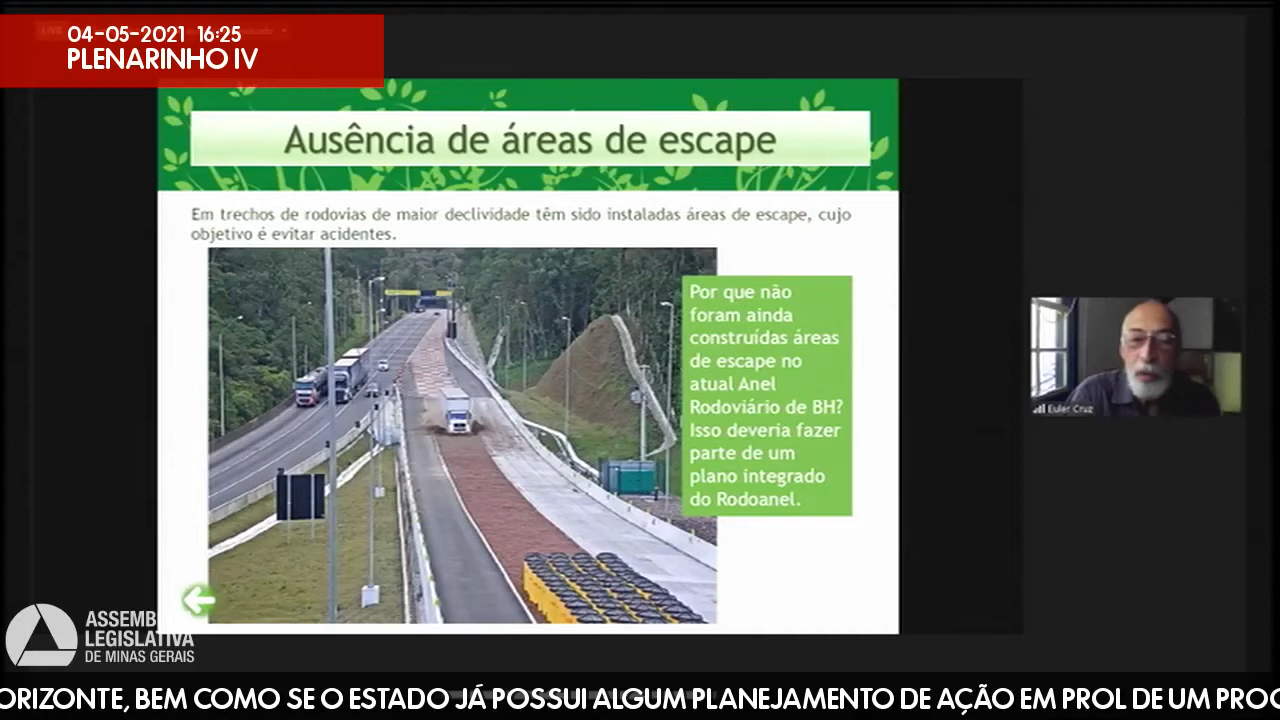 04-05-2021 16:25
PLENARINHO IV
Ausência de áreas de escape
Em trechos de rodovias de maior declividade têm sido instaladas áreas de escape, cujo
objetivo é evitar acidentes.
Por que não
foram ainda
construídas áreas
de escape no
atual Anel
Rodoviário de BH?
Isso deveria fazer
parte de um
plano integrado
do Rodoanel.
Euler Cruz
ASSEMB
LEGISLATIVA
DE MINAS GERAIS
ORIZONTE, BEM COMO SE O ESTADO JÁ POSSUI ALGUM PLANEJAMENTO DE AÇÃO EM PROL DE UM PROC